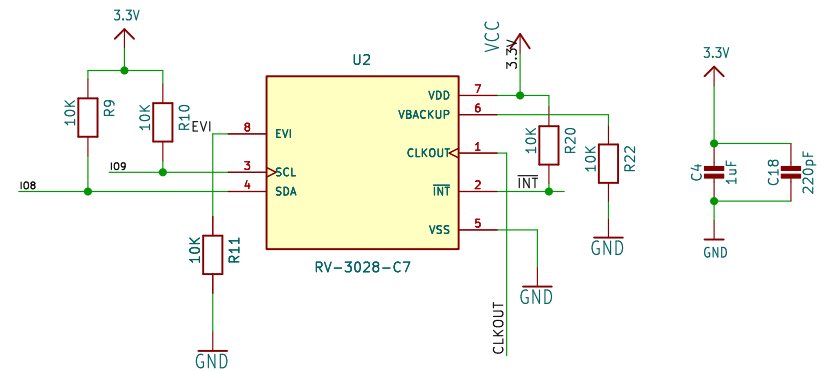 3.3V
10K
R9
10K
R10
EVI
IO9
IO8
10K
R11
GND
U2
8
EVI
3
SCL
4
SDA
VDD
7
VBACKUP
6
CLKOUT
1
INT
2
VSS
5
RV-3028-C7
VCC
3.3V
10K
R20
10K
R22
INT
GND
GND
CLKOUT
3.3V
C4
1uF
C18
220pF
GND